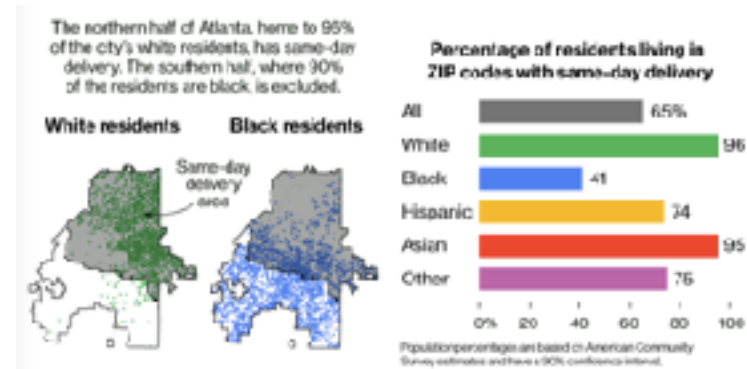 The northern half of Atlanta, home to 96%
of the city's white residents, has same-day
delivery. The southern half, where 90%
of the residents are black, is excluded.
White residents
Black residents
Same-day
delivery
area
Percentage of residents living in
ZIP codes with same-day delivery
All
65%
White
96
Black
41
Hispanic
74
Asian
95
Other
76
0%
20
40
60
80
100
Population percentages are based on American Community
Survey estimates and have a 90% confidence interval.